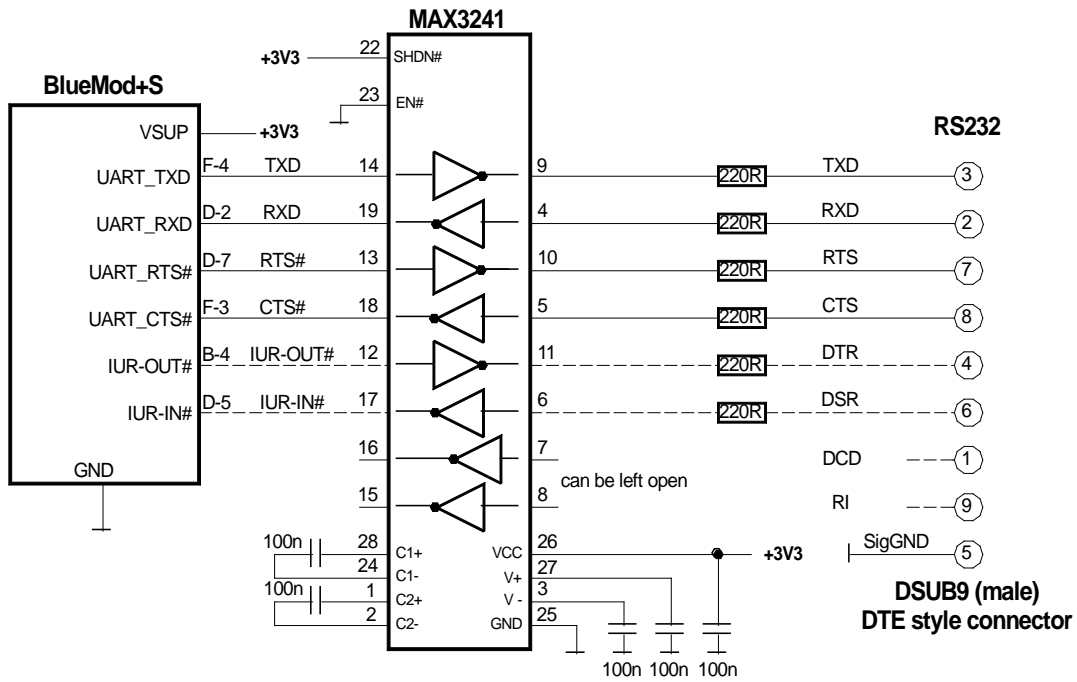 MAX3241
+3V3 22 SHDN#
BlueMod+S
23 EN#
RS232
VSUP +3V3
UART_TXD F-4 TXD 14 9 220R TXD 3
UART_RXD D-2 RXD 19 4 220R RXD 2
UART_RTS# D-7 RTS# 13 10 220R RTS 7
UART_CTS# F-3 CTS# 18 5 220R CTS 8
IUR-OUT# B-4 IUR-OUT# 12 11 220R DTR 4
IUR-IN# D-5 IUR-IN# 17 6 220R DSR 6
16 7 DCD 1
GND
can be left open
15 8 RI 9
100n 28 C1+ VCC 26 +3V3 SigGND 5
24 C1- V+ 27
100n 1 C2+ V - 3
2 C2- GND 25
DSUB9 (male)
DTE style connector
100n 100n 100n